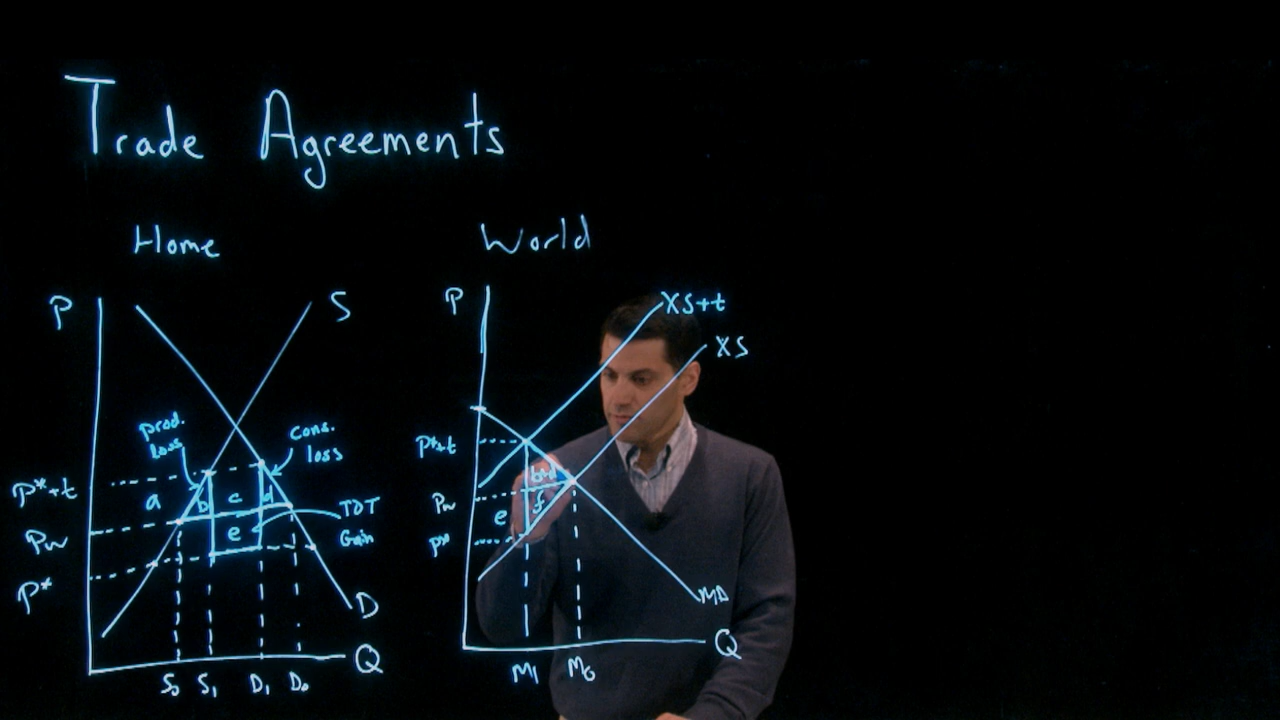 Trade Agreements
Home
P
S
prod.
loss
cons.
loss
P*+t
a
b
c
d
Pw
e
TOT
Gain
P*
D
Q
S0
S1
D1
D0
World
P
XS+t
XS
P*+t
b+d
Pw
e
f
P*
MD
Q
M1
M0